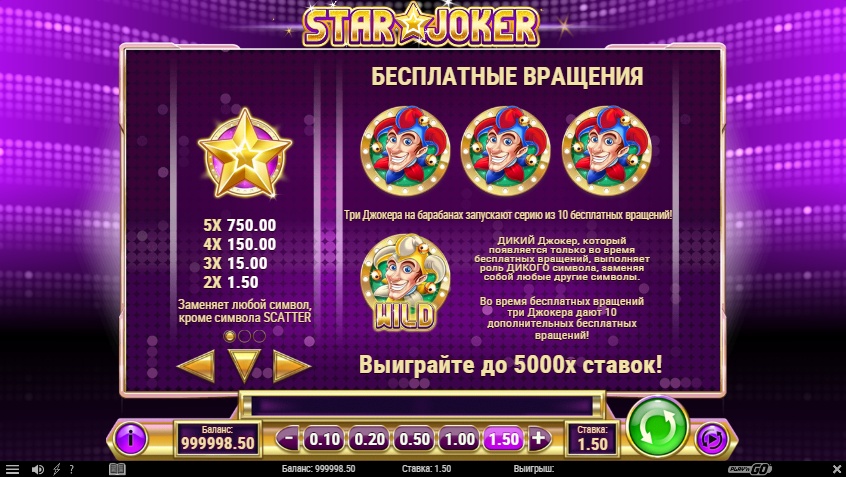 STAR JOKER
БЕСПЛАТНЫЕ ВРАЩЕНИЯ
5X 750.00
4X 150.00
3X 15.00
2X 1.50
Заменяет любой символ,
кроме символа SCATTER
Три Джокера на барабанах запускают серию из 10 бесплатных вращений!
WILD
ДИКИЙ Джокер, который
появляется только во время
бесплатных вращений, выполняет
роль ДИКОГО символа, заменяя
собой любые другие символы.
Во время бесплатных вращений
три Джокера дают 10
дополнительных бесплатных
вращений!
Выиграйте до 5000x ставок!
Баланс:
999998.50
- 0.10 0.20 0.50 1.00 1.50 +
Ставка:
1.50
? Баланс: 999998.50 Ставка: 1.50 Выигрыш: PLAY'N GO